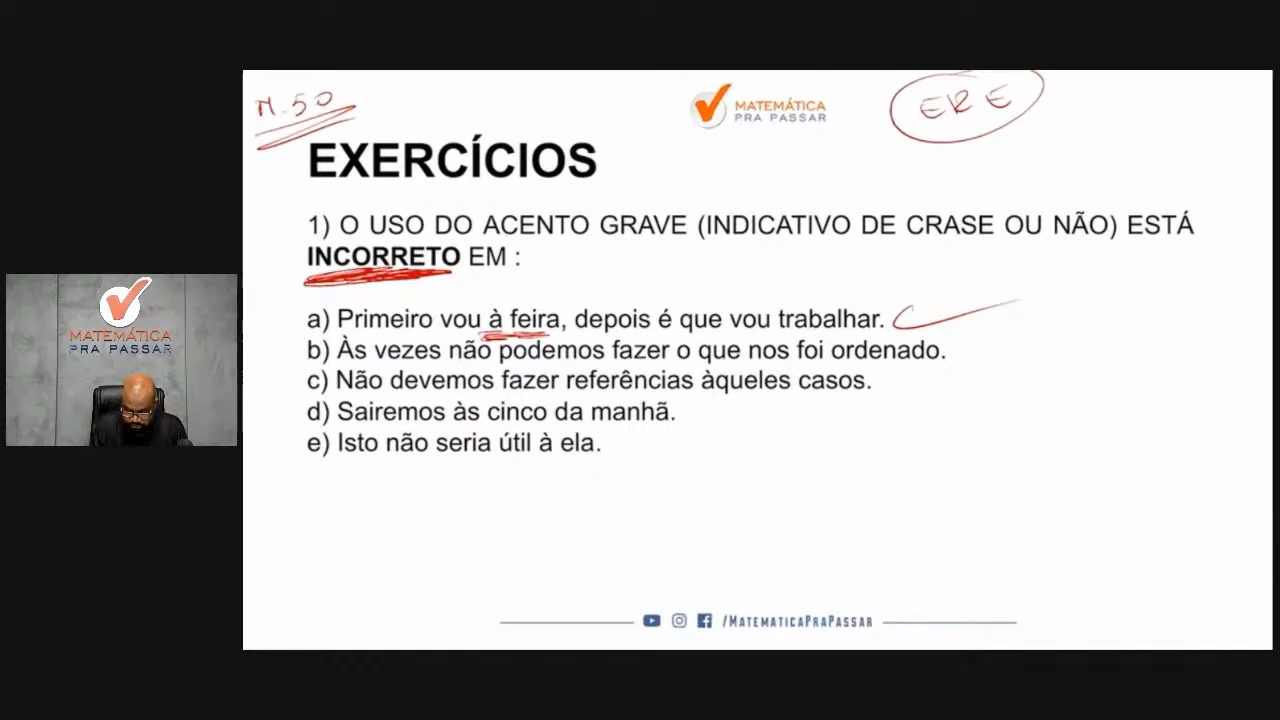 M.50
MATEMÁTICA
PRA PASSAR
ERE
EXERCÍCIOS
1) O USO DO ACENTO GRAVE (INDICATIVO DE CRASE OU NÃO) ESTÁ
INCORRETO EM :
a) Primeiro vou à feira, depois é que vou trabalhar.
b) Às vezes não podemos fazer o que nos foi ordenado.
c) Não devemos fazer referências àqueles casos.
d) Sairemos às cinco da manhã.
e) Isto não seria útil à ela.
MATEMÁTICA
PRA PASSAR
/MATEMATICAPRAPASSAR